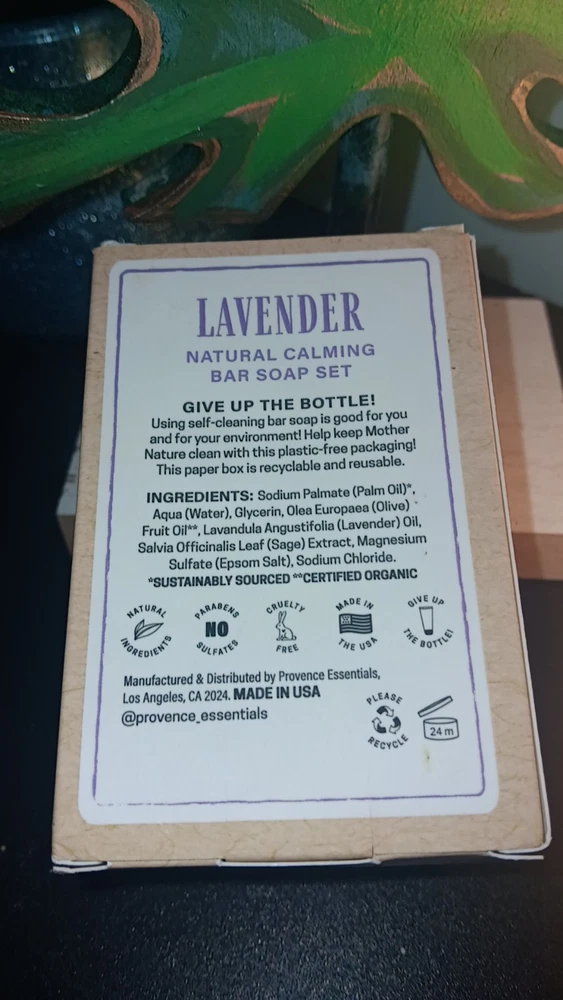 LAVENDER
NATURAL CALMING
BAR SOAP SET
GIVE UP THE BOTTLE!
Using self-cleaning bar soap is good for you
and for your environment! Help keep Mother
Nature clean with this plastic-free packaging!
This paper box is recyclable and reusable.
INGREDIENTS: Sodium Palmate (Palm Oil)*,
Aqua (Water), Glycerin, Olea Europaea (Olive)
Fruit Oil**, Lavandula Angustifolia (Lavender) Oil,
Salvia Officinalis Leaf (Sage) Extract, Magnesium
Sulfate (Epsom Salt), Sodium Chloride.
*SUSTAINABLY SOURCED **CERTIFIED ORGANIC
NATURAL
INGREDIENTS
PARABENS
NO
SULFATES
CRUELTY
FREE
MADE IN
THE USA
GIVE UP
THE BOTTLE!
Manufactured & Distributed by Provence Essentials,
Los Angeles, CA 2024. MADE IN USA
@provence_essentials
PLEASE
RECYCLE
24 m